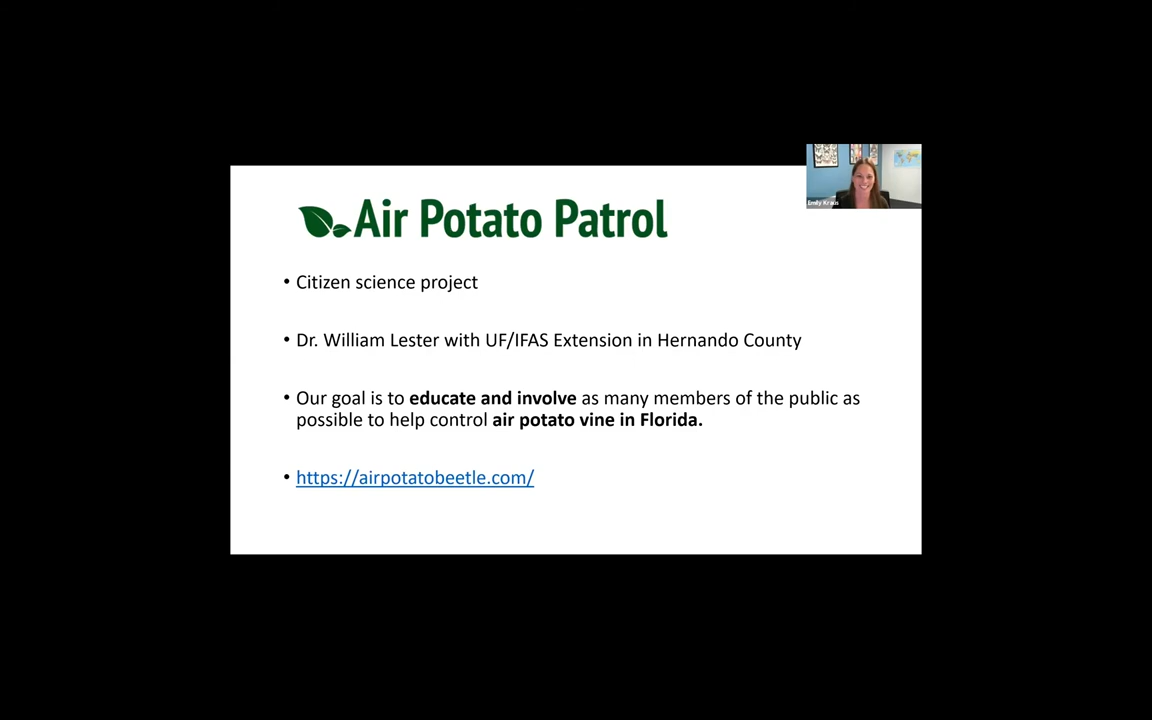 Air Potato Patrol
Emily Kraus
• Citizen science project
• Dr. William Lester with UF/IFAS Extension in Hernando County
• Our goal is to educate and involve as many members of the public as
possible to help control air potato vine in Florida.
• https://airpotatobeetle.com/